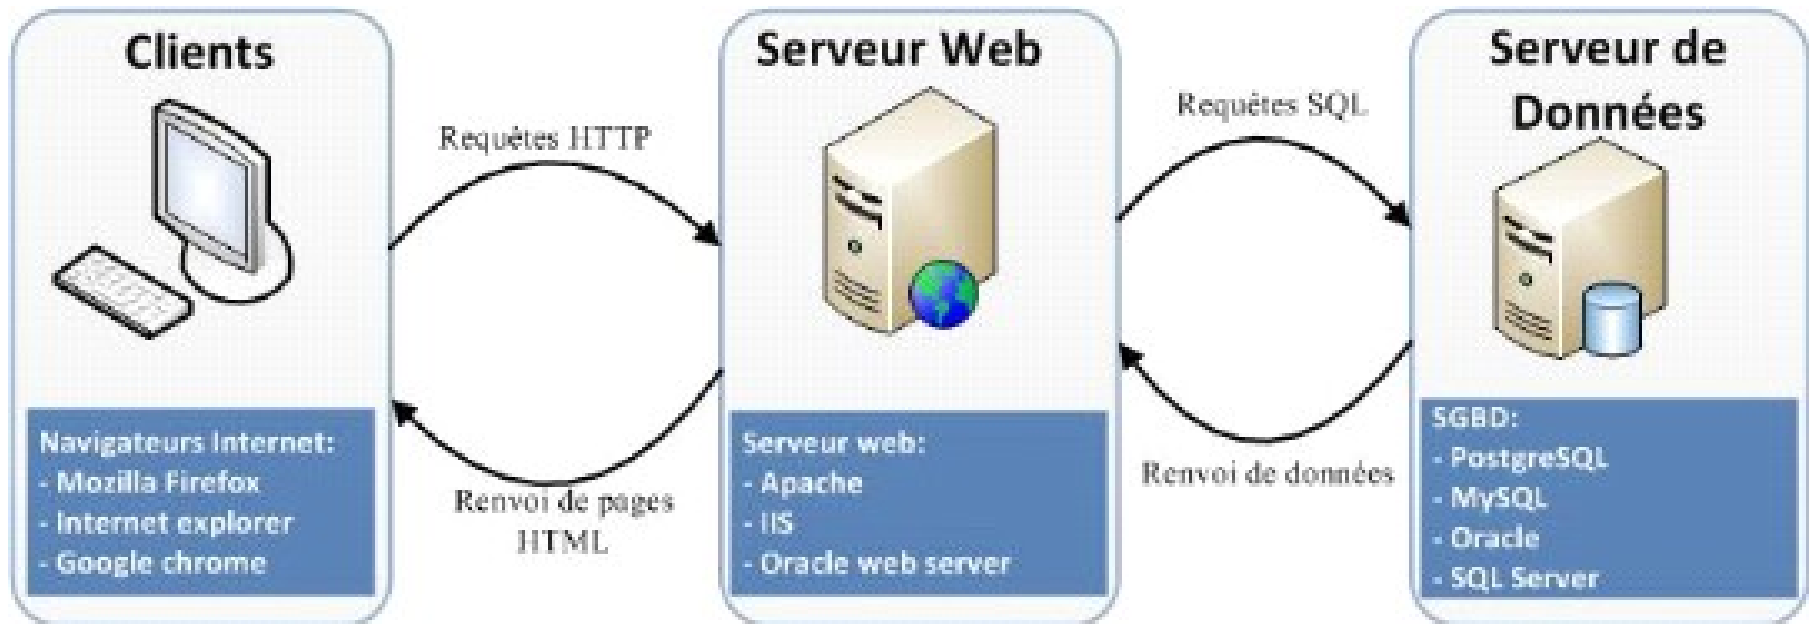 Clients
Requêtes HTTP
Renvoi de pages
HTML
Navigateurs Internet:
- Mozilla Firefox
- Internet explorer
- Google chrome
Serveur Web
Serveur web:
- Apache
- IIS
- Oracle web server
Requêtes SQL
Renvoi de données
Serveur de
Données
SGBD:
- PostgreSQL
- MySQL
- Oracle
- SQL Server